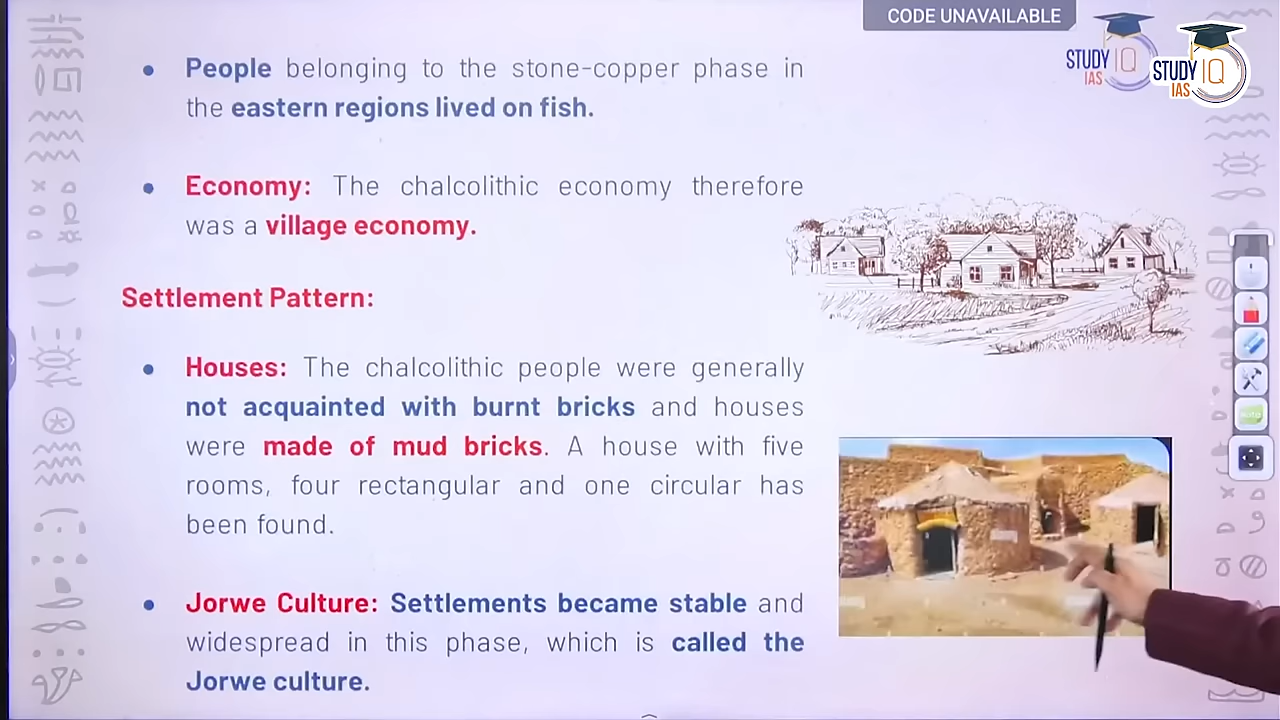 CODE UNAVAILABLE
STUDY IQ
IAS
STUDY IQ
IAS
People belonging to the stone-copper phase in
the eastern regions lived on fish.
Economy: The chalcolithic economy therefore
was a village economy.
Settlement Pattern:
Houses: The chalcolithic people were generally
not acquainted with burnt bricks and houses
were made of mud bricks. A house with five
rooms, four rectangular and one circular has
been found.
Jorwe Culture: Settlements became stable and
widespread in this phase, which is called the
Jorwe culture.